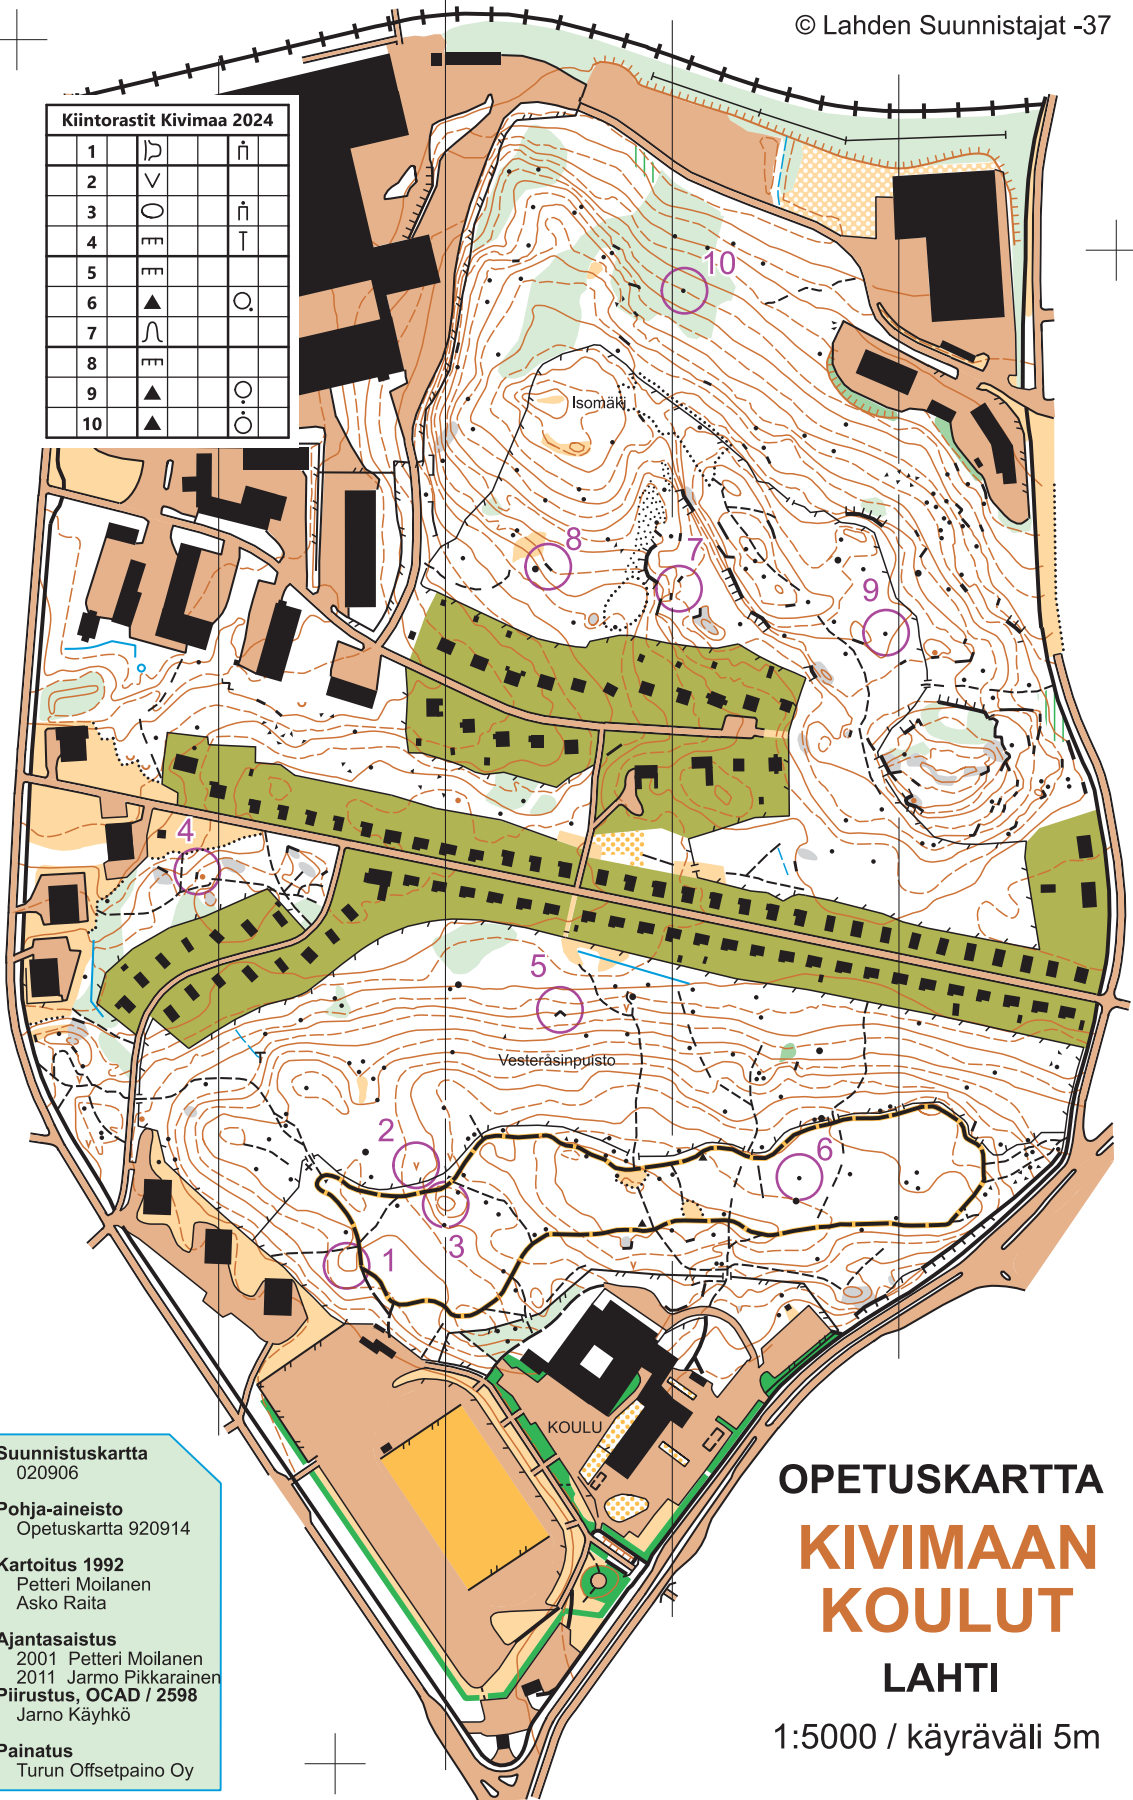 © Lahden Suunnistajat -37
Kiintorastit Kivimaa 2024
1
2
3
4
5
6
7
8
9
10
10
Isomäki
8
7
9
4
5
Vesteråsinpuisto
2
6
3
1
KOULU
Suunnistuskartta
020906
Pohja-aineisto
Opetuskartta 920914
Kartoitus 1992
Petteri Moilanen
Asko Raita
Ajantasaistus
2001 Petteri Moilanen
2011 Jarmo Pikkarainen
Piirustus, OCAD / 2598
Jarno Käyhkö
Painatus
Turun Offsetpaino Oy
OPETUSKARTTA
KIVIMAAN
KOULUT
LAHTI
1:5000 / käyräväli 5m